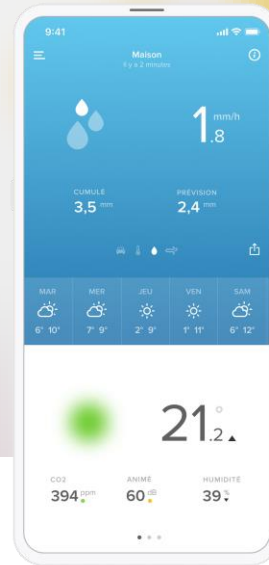 9:41
Maison
il y a 2 minutes
1.8 mm/h
CUMULÉ PRÉVISION
3,5 mm 2,4 mm
MAR MER JEU VEN SAM
6° 10° 7° 9° 2° 9° 1° 11° 6° 12°
21.2°
CO2 ANIMÉ HUMIDITÉ
394 ppm 60 dB 39 %